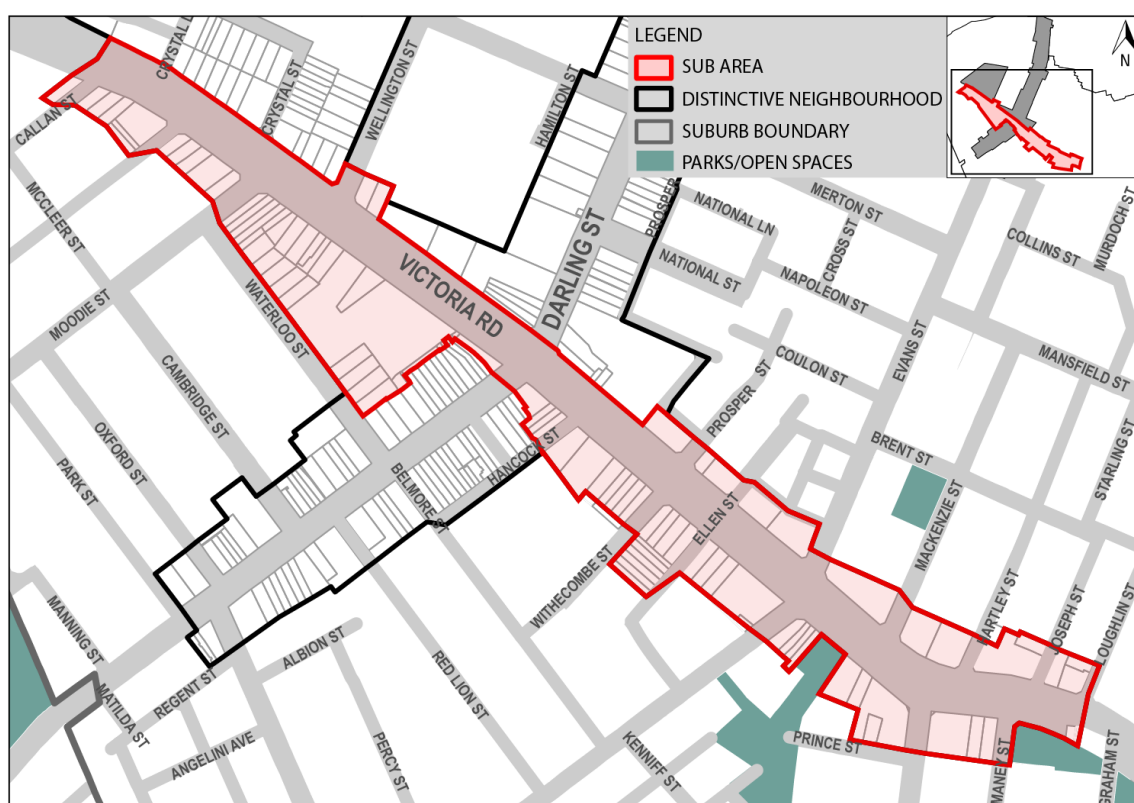 LEGEND
SUB AREA
DISTINCTIVE NEIGHBOURHOOD
SUBURB BOUNDARY
PARKS/OPEN SPACES
N
CRYSTAL L
CRYSTAL ST
WELLINGTON ST
HAMILTON ST
CALLAN ST
MCCLEER ST
MOODIE ST
WATERLOO ST
CAMBRIDGE ST
OXFORD ST
PARK ST
VICTORIA RD
DARLING ST
PROSPER
NATIONAL LN
NATIONAL ST
MERTON ST
CROSS ST
NAPOLEON ST
COLLINS ST
MURDOCH ST
EVANS ST
MANSFIELD ST
COULON ST
PROSPER ST
BRENT ST
STARLING ST
MACKENZIE ST
HARTLEY ST
JOSEPH ST
LOUGHLIN ST
ELLEN ST
HANCOCK ST
BELMORE ST
WITHECOMBE ST
MANNING ST
MATILDA ST
REGENT ST
ALBION ST
ANGELINI AVE
RED LION ST
PERCY ST
KENNIFF ST
PRINCE ST
MANEY ST
GRAHAM ST